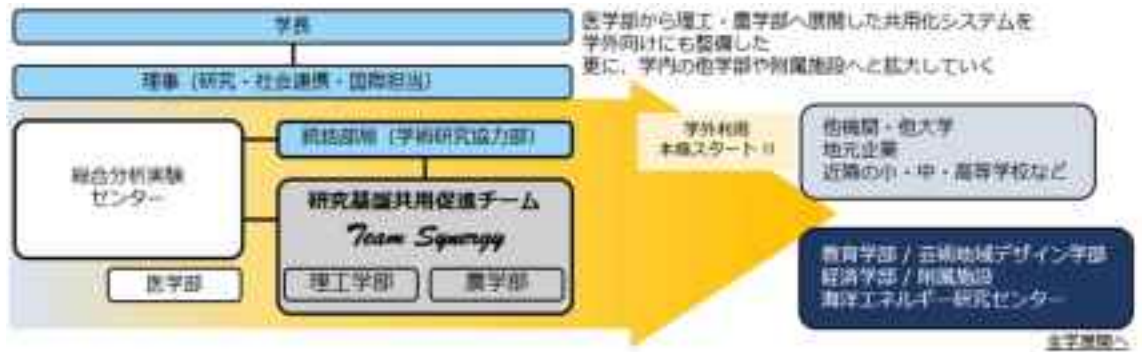 学長
医学部から理工・農学部へ展開した共用化システムを
学外向けにも整備した
更に、学内の他学部や附属施設へと拡大していく
理事(研究・社会連携・国際担当)
統括部局(学術研究協力部)
学外利用
本格スタート!!
他機関・他大学
地元企業
近隣の小・中・高等学校など
総合分析実験
センター
研究基盤共用促進チーム
Team Synergy
理工学部
農学部
医学部
教育学部 / 芸術地域デザイン学部
経済学部 / 附属施設
海洋エネルギー研究センター
全学展開へ